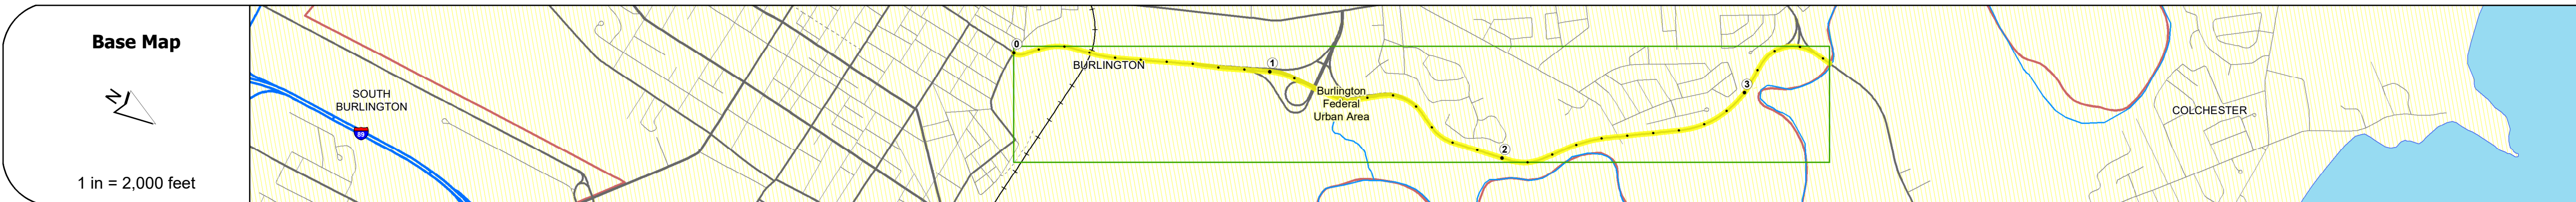 Base Map
N
1 in = 2,000 feet
SOUTH
BURLINGTON
89
0
BURLINGTON
1
Burlington
Federal
Urban Area
2
3
COLCHESTER